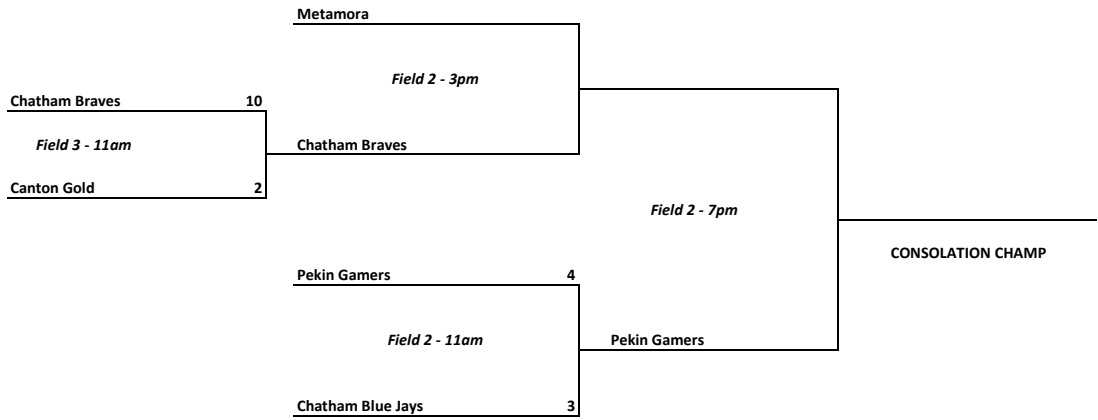 Metamora
Field 2 - 3pm
Chatham Braves 10
Field 3 - 11am
Chatham Braves
Canton Gold 2
Field 2 - 7pm
CONSOLATION CHAMP
Pekin Gamers 4
Field 2 - 11am
Pekin Gamers
Chatham Blue Jays 3